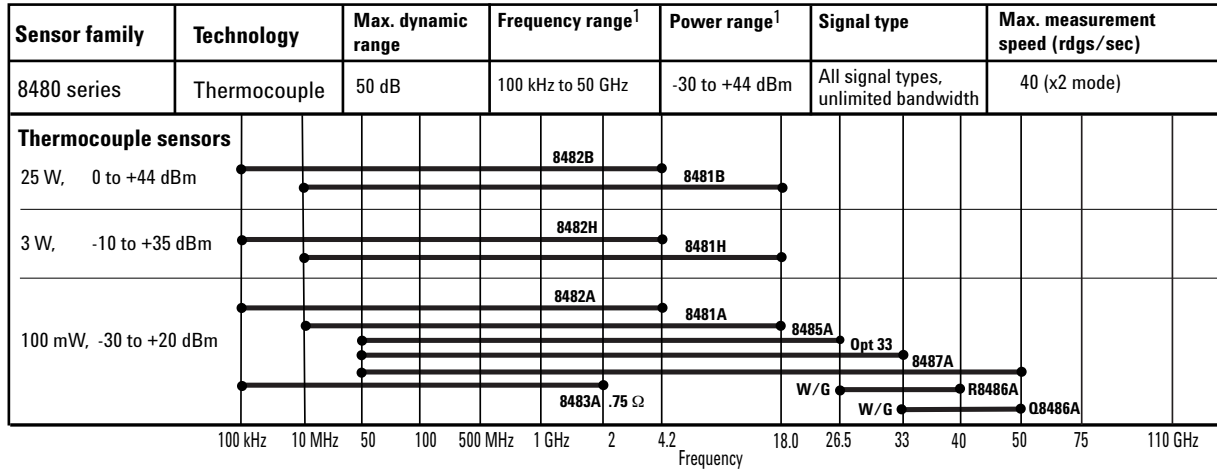 Sensor family Technology Max. dynamic range Frequency range1 Power range1 Signal type Max. measurement speed (rdgs/sec)
8480 series Thermocouple 50 dB 100 kHz to 50 GHz -30 to +44 dBm All signal types, unlimited bandwidth 40 (x2 mode)
Thermocouple sensors
8482B
25 W, 0 to +44 dBm 8481B
8482H
3 W, -10 to +35 dBm 8481H
8482A
8481A
100 mW, -30 to +20 dBm 8485A
Opt 33
8487A
W/G R8486A
8483A .75 Ω W/G Q8486A
100 kHz 10 MHz 50 100 500 MHz 1 GHz 2 4.2 18.0 26.5 33 40 50 75 110 GHz
Frequency